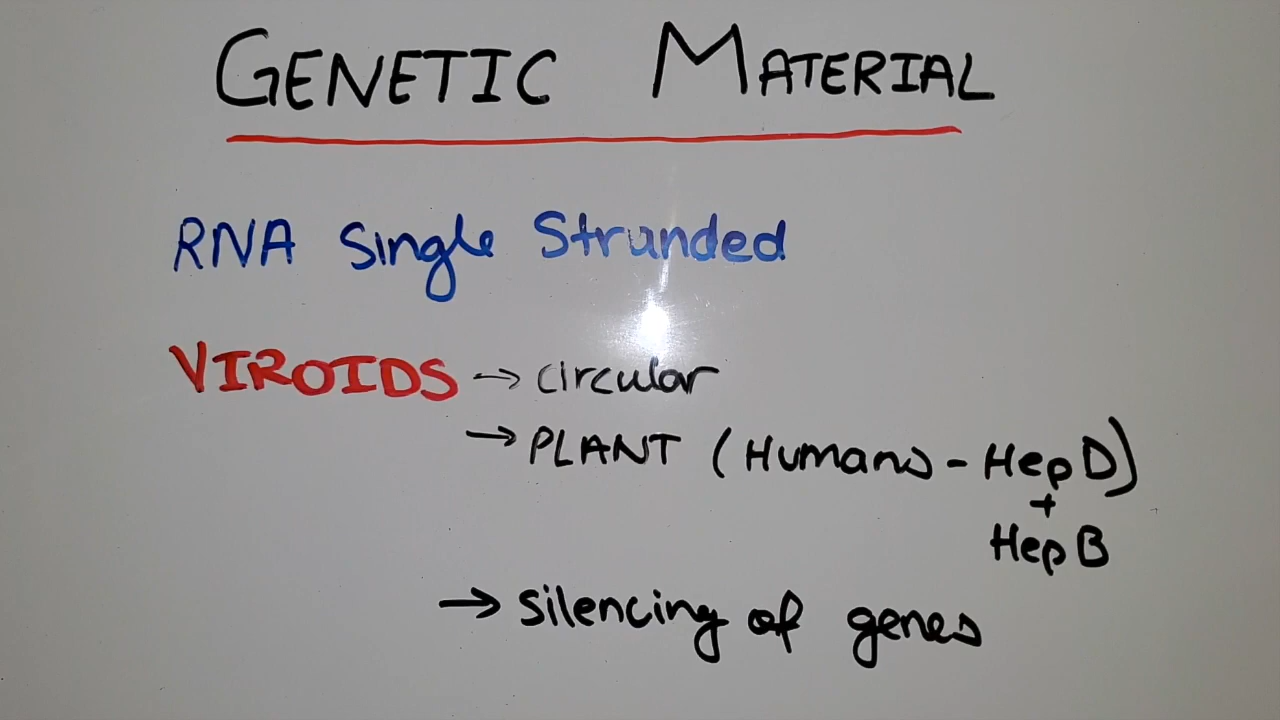 GENETIC MATERIAL
RNA Single Stranded
VIROIDS → circular
→ PLANT (Humans - Hep D)
+
Hep B
→ silencing of genes